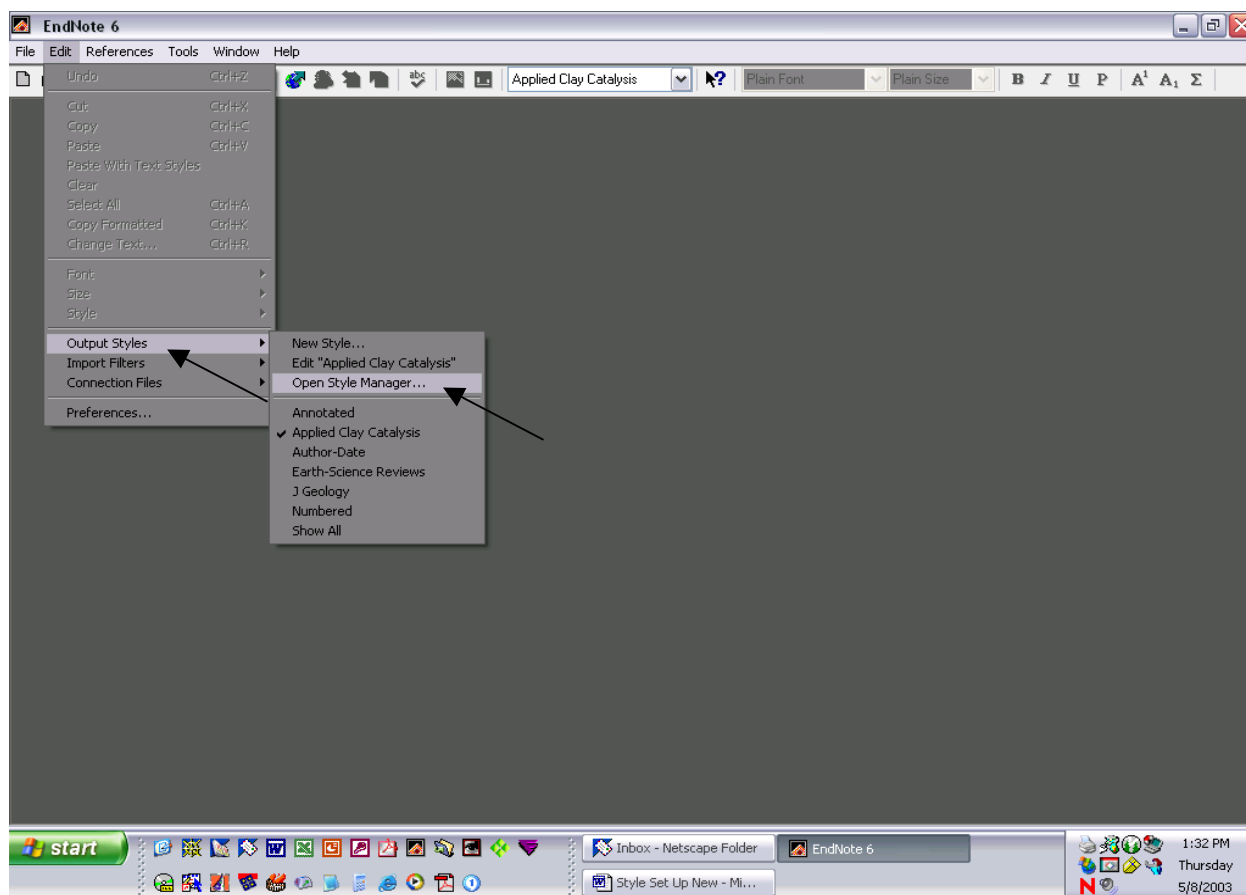 EndNote 6
File Edit References Tools Window Help
Applied Clay Catalysis Plain Font Plain Size B I U P A¹ A₁ Σ
Undo Ctrl+Z
Cut Ctrl+X
Copy Ctrl+C
Paste Ctrl+V
Paste With Text Styles
Clear
Select All Ctrl+A
Copy Formatted Ctrl+K
Change Text... Ctrl+R
Font
Size
Style
Output Styles
Import Filters
Connection Files
Preferences...
New Style...
Edit "Applied Clay Catalysis"
Open Style Manager...
Annotated
Applied Clay Catalysis
Author-Date
Earth-Science Reviews
J Geology
Numbered
Show All
start
Inbox - Netscape Folder
EndNote 6
Style Set Up New - Mi...
1:32 PM
Thursday
5/8/2003